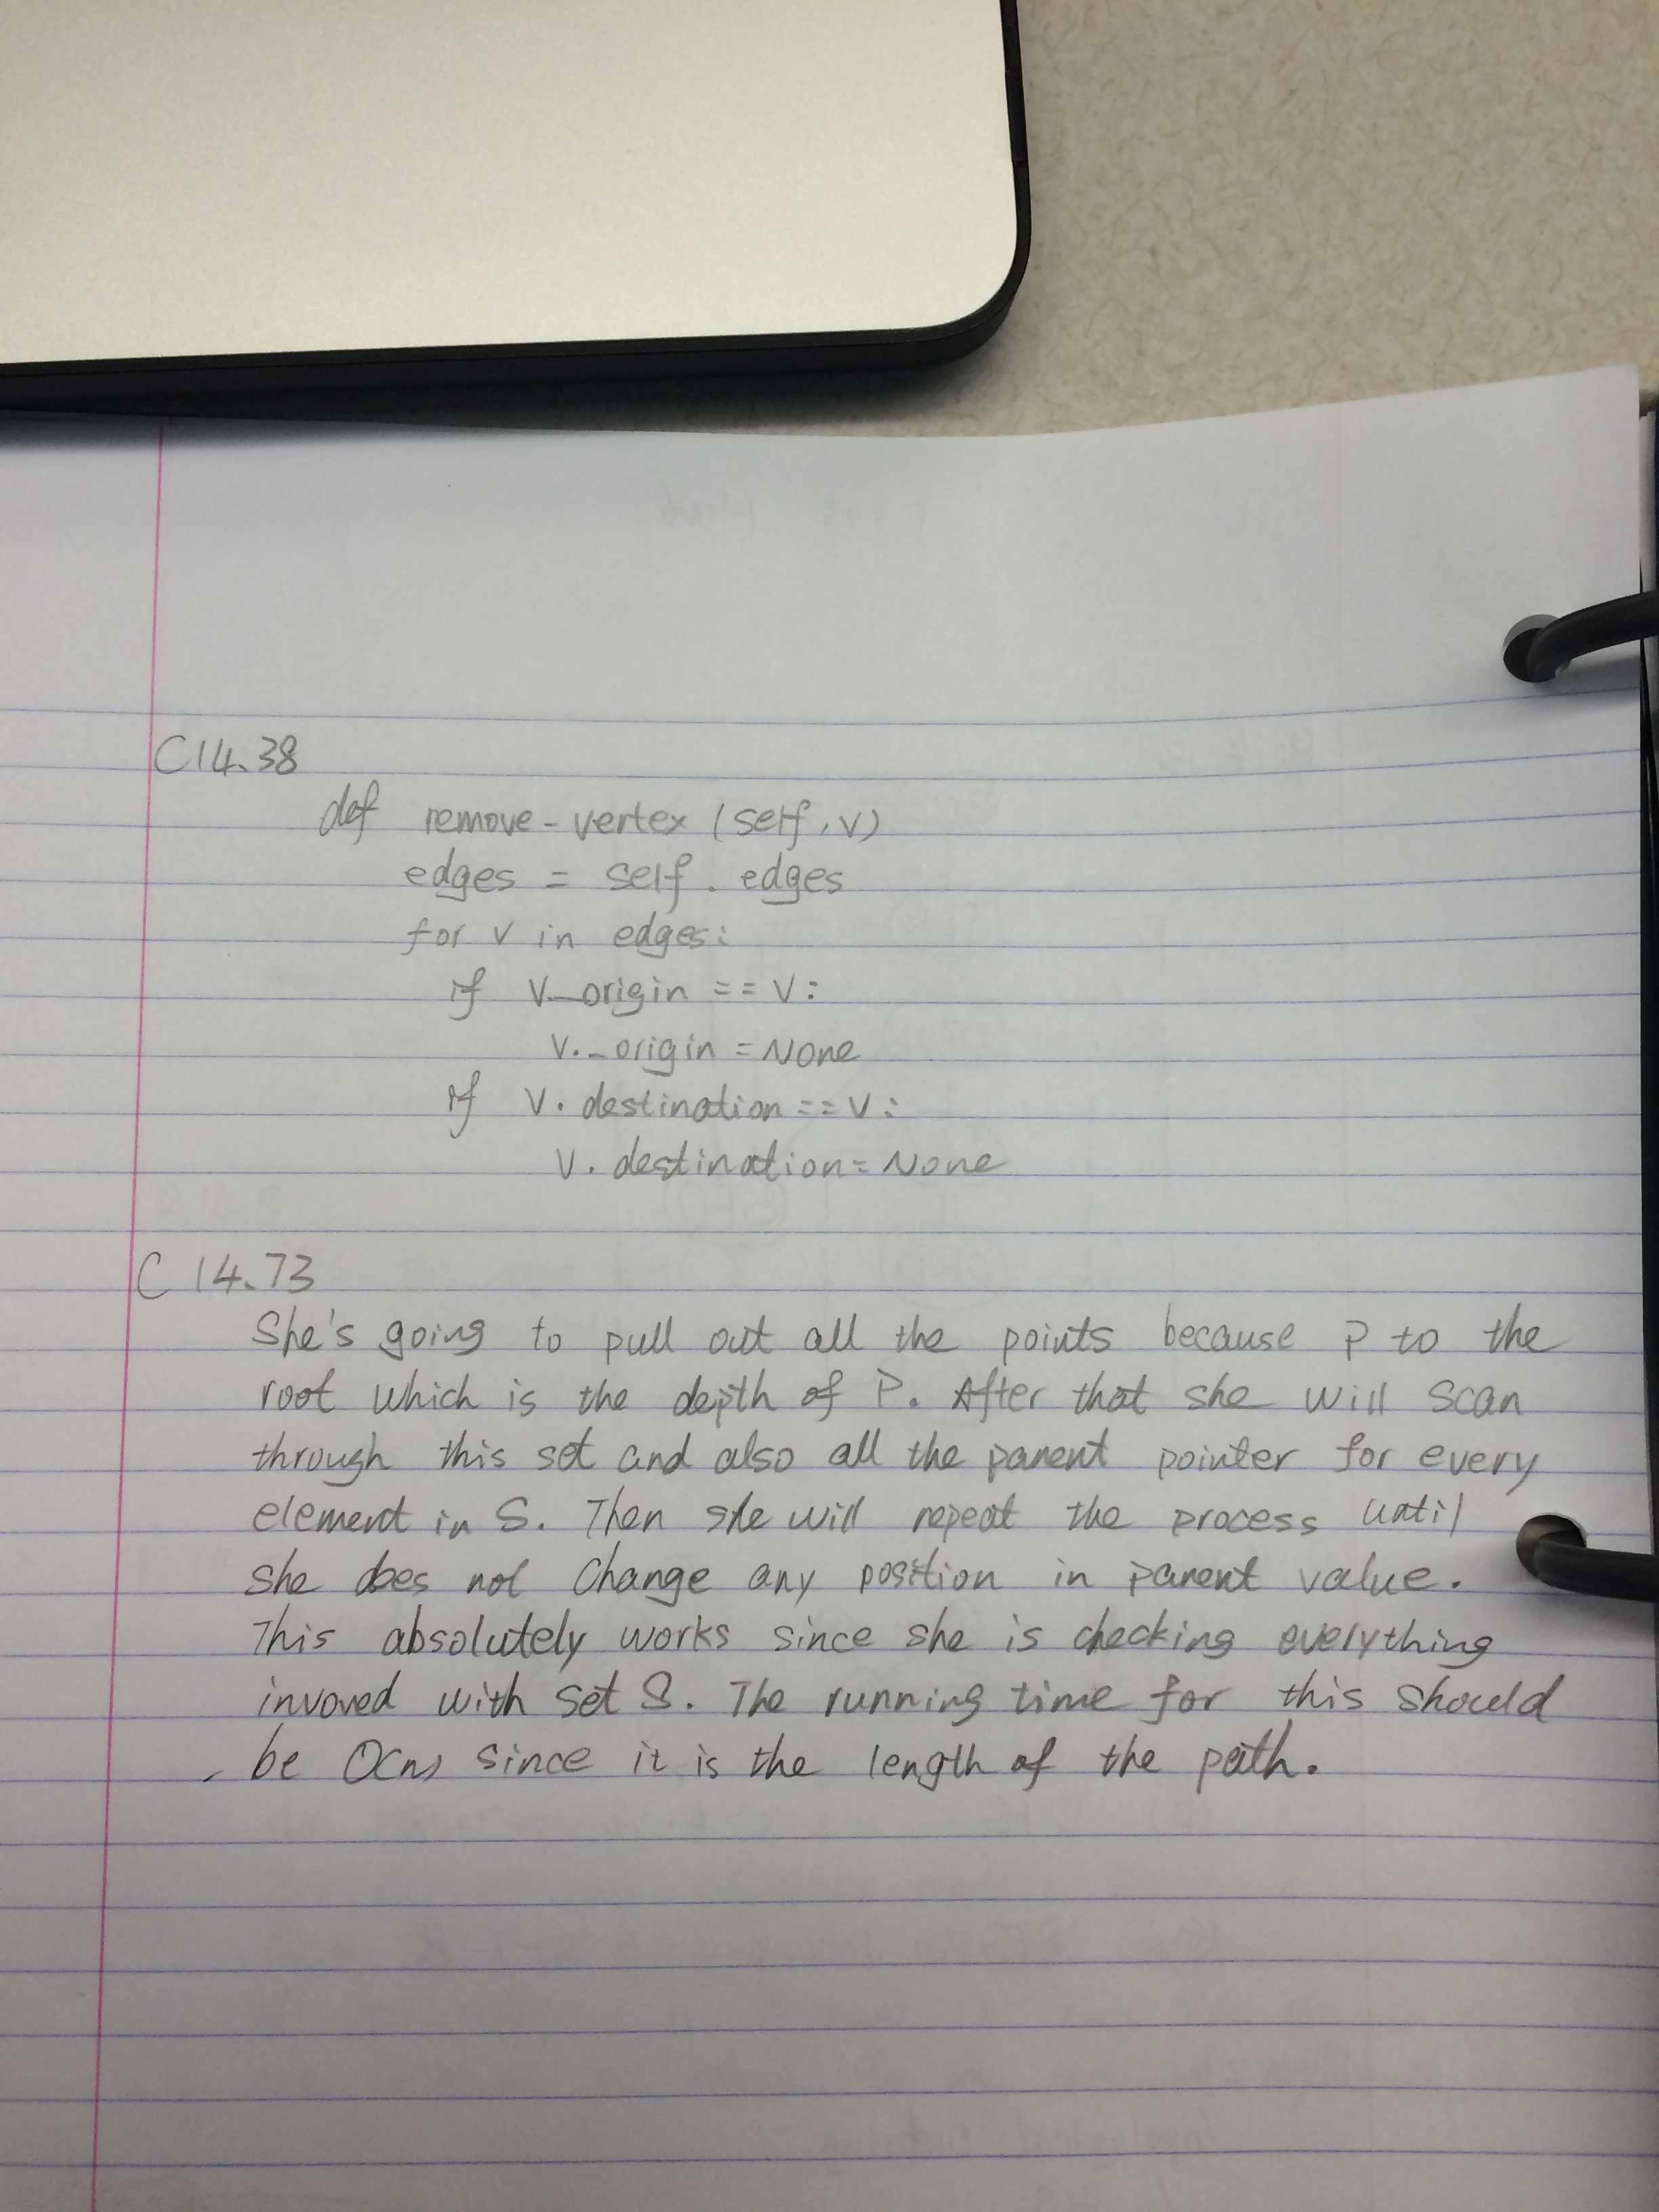 C14.38
def remove-vertex (self, v)
edges = self. edges
for v in edges:
if v._origin == v:
v._origin = None
if v. destination == v:
v. destination = None
C 14.73
She's going to pull out all the points because P to the
root which is the depth of P. After that she will scan
through this set and also all the parent pointer for every
element in S. Then she will repeat the process until
she does not change any position in parent value.
This absolutely works since she is checking everything
invoved with set S. The running time for this should
be O(n) since it is the length of the path.